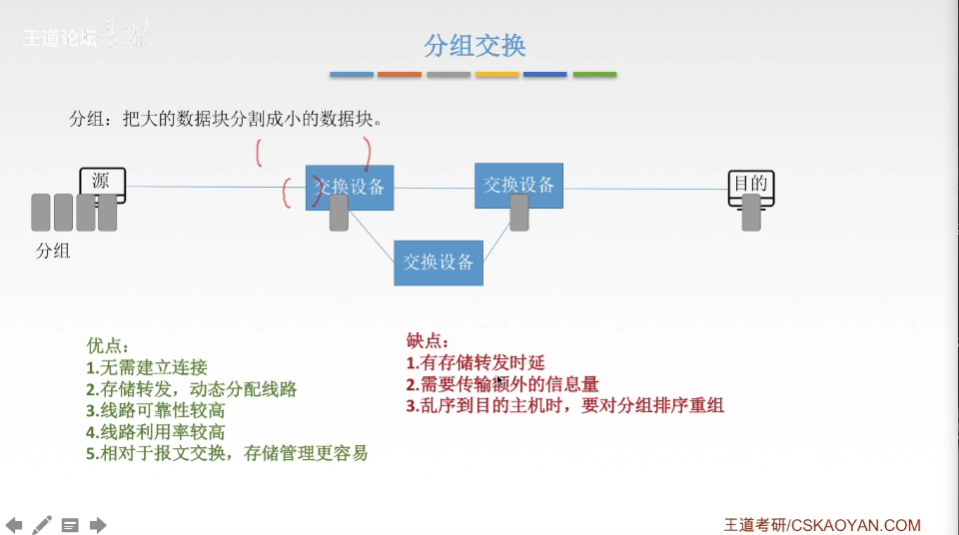 王道论坛
分组交换
分组：把大的数据块分割成小的数据块。
源
交换设备
交换设备
目的
分组
交换设备
优点：
1.无需建立连接
2.存储转发，动态分配线路
3.线路可靠性较高
4.线路利用率较高
5.相对于报文交换，存储管理更容易
缺点：
1.有存储转发时延
2.需要传输额外的信息量
3.乱序到目的主机时，要对分组排序重组
王道考研/CSKAOYAN.COM